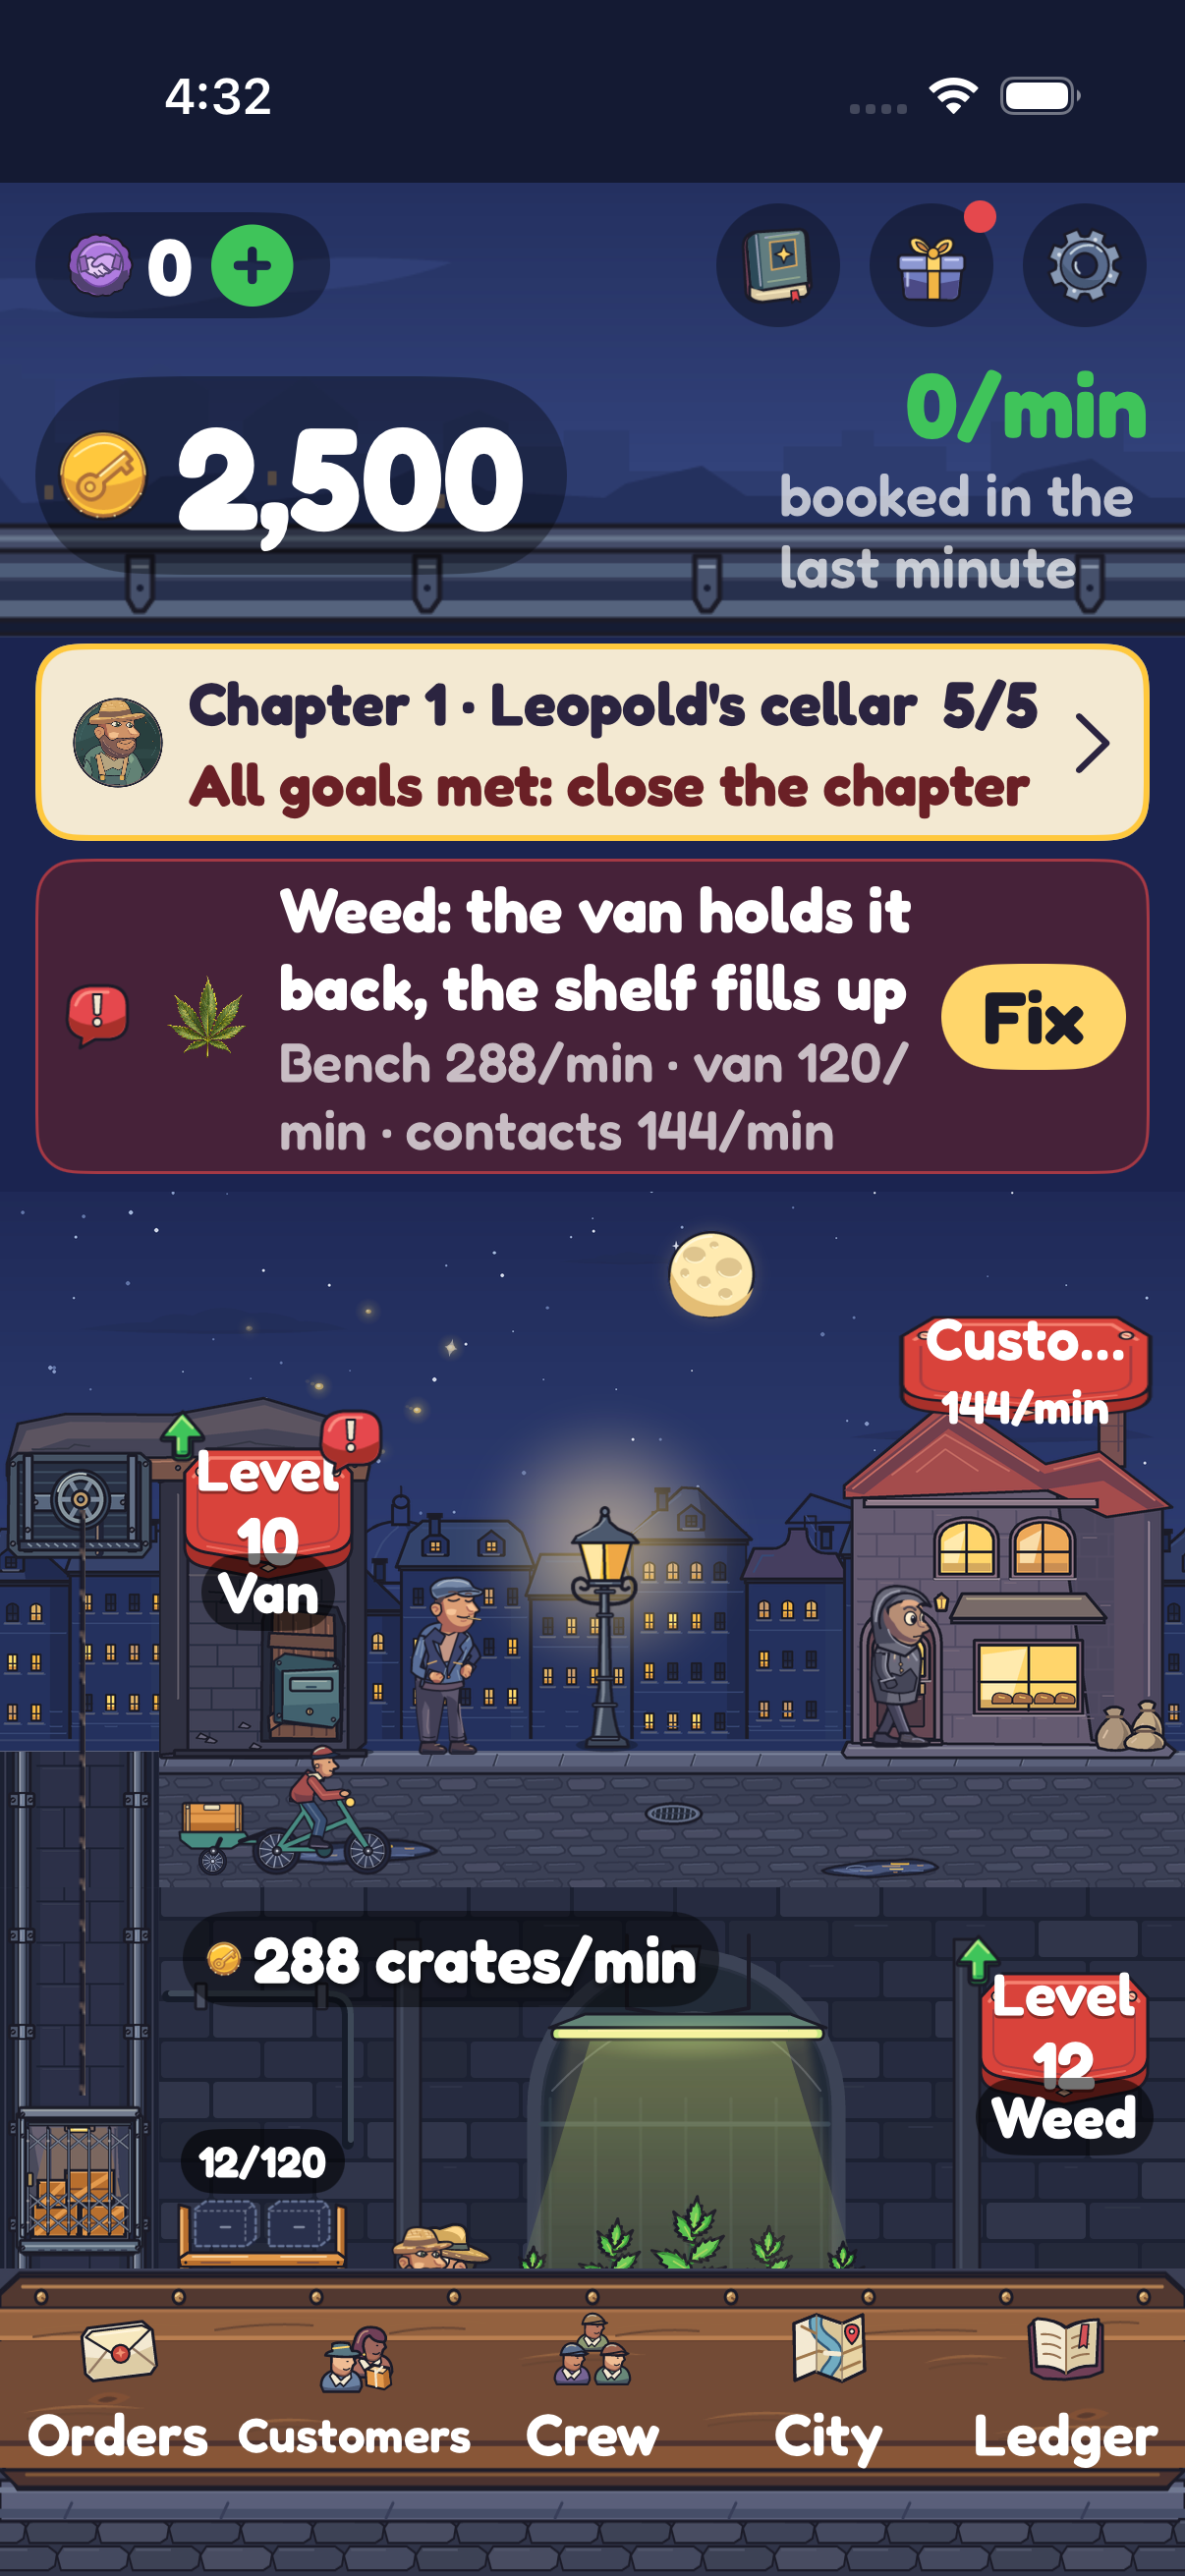 4:32
0
2,500
0/min
booked in the
last minute
Chapter 1 · Leopold's cellar 5/5
All goals met: close the chapter
Weed: the van holds it
back, the shelf fills up
Bench 288/min · van 120/
min · contacts 144/min
Fix
Custo...
144/min
Level
10
Van
288 crates/min
Level
12
Weed
12/120
Orders
Customers
Crew
City
Ledger